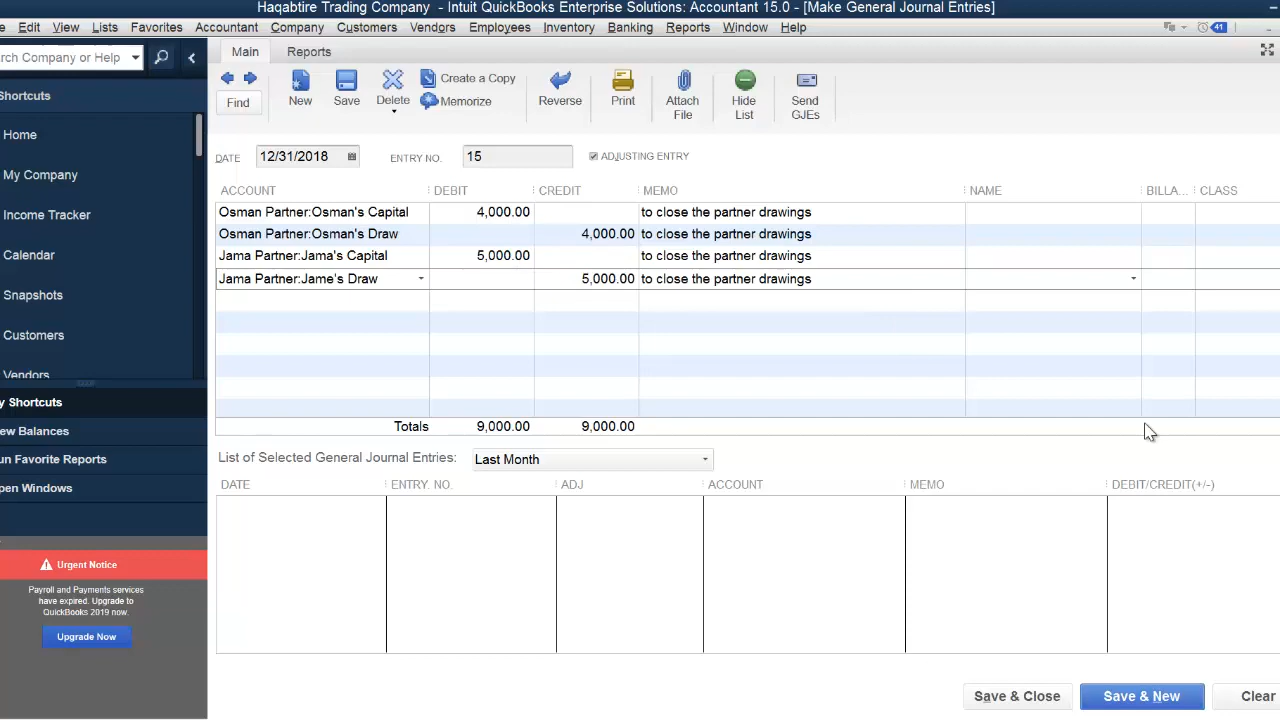 Haqabtire Trading Company - Intuit QuickBooks Enterprise Solutions: Accountant 15.0 - [Make General Journal Entries]
e Edit View Lists Favorites Accountant Company Customers Vendors Employees Inventory Banking Reports Window Help
41
rch Company or Help
Shortcuts
Home
My Company
Income Tracker
Calendar
Snapshots
Customers
Vendors
y Shortcuts
ew Balances
un Favorite Reports
pen Windows
Urgent Notice
Payroll and Payments services
have expired. Upgrade to
QuickBooks 2019 now.
Upgrade Now
Main Reports
Find
New
Save
Delete
Create a Copy
Memorize
Reverse
Print
Attach
File
Hide
List
Send
GJEs
DATE 12/31/2018 ENTRY NO. 15 ADJUSTING ENTRY
ACCOUNT DEBIT CREDIT MEMO NAME BILLA... CLASS
Osman Partner:Osman's Capital 4,000.00 to close the partner drawings
Osman Partner:Osman's Draw 4,000.00 to close the partner drawings
Jama Partner:Jama's Capital 5,000.00 to close the partner drawings
Jama Partner:Jame's Draw 5,000.00 to close the partner drawings
Totals 9,000.00 9,000.00
List of Selected General Journal Entries: Last Month
DATE ENTRY. NO. ADJ ACCOUNT MEMO DEBIT/CREDIT(+/-)
Save & Close Save & New Clear